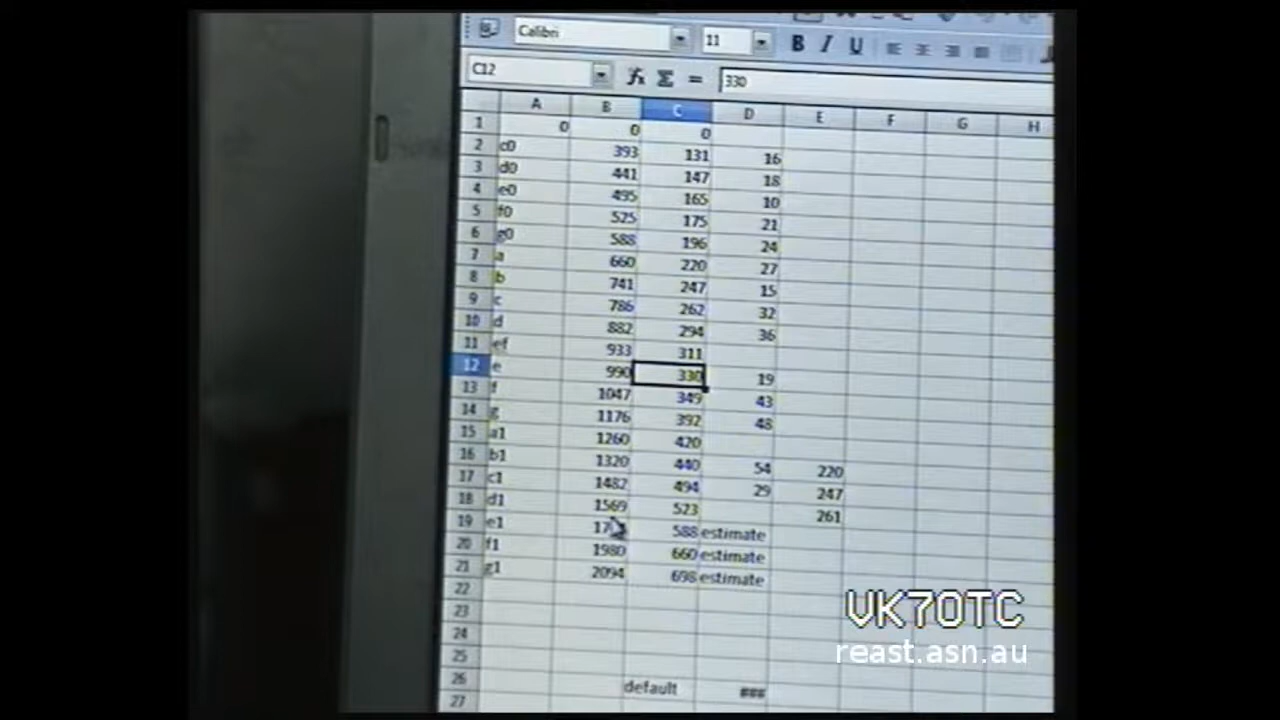 Calibri 11 B I U
C12 = 330
A B C D E F G H
1 0 0 0
2 c0 393 131 16
3 d0 441 147 18
4 e0 495 165 10
5 f0 525 175 21
6 g0 588 196 24
7 a 660 220 27
8 b 741 247 15
9 c 786 262 32
10 d 882 294 36
11 ef 933 311
12 e 990 330 19
13 f 1047 349 43
14 g 1176 392 48
15 a1 1260 420
16 b1 1320 440 54 220
17 c1 1482 494 29 247
18 d1 1569 523 261
19 e1 588 estimate
20 f1 1980 660 estimate
21 g1 2094 698 estimate
22
23
24
25
26 default ###
27
VK7OTC
reast.asn.au